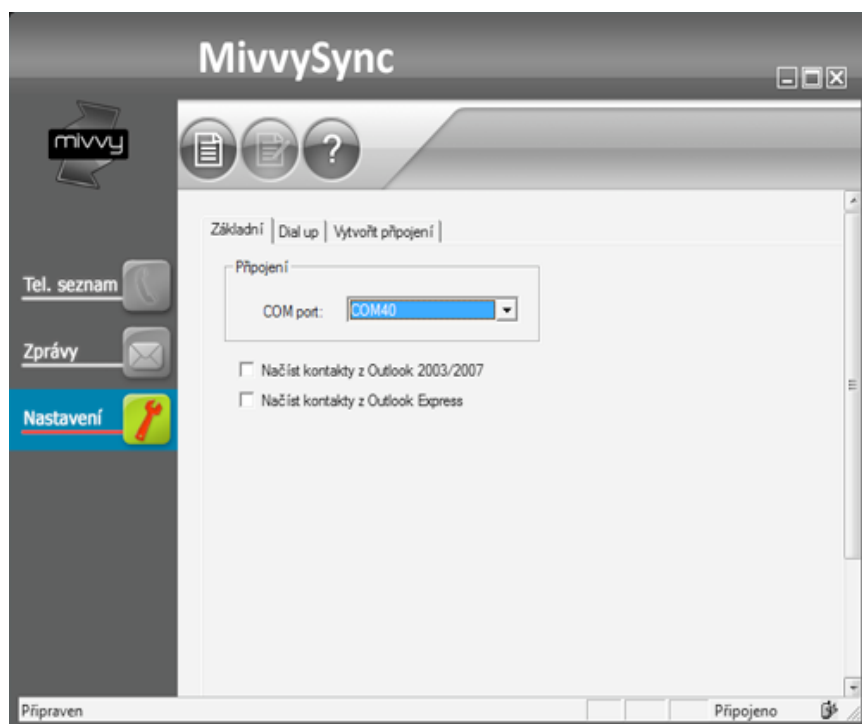 MivvySync
mivvy
?
Základní Dial up Vytvořit připojení
Připojení
Tel. seznam
COM port: COM40
Zprávy
Načíst kontakty z Outlook 2003/2007
Načíst kontakty z Outlook Express
Nastavení
Připraven Připojeno